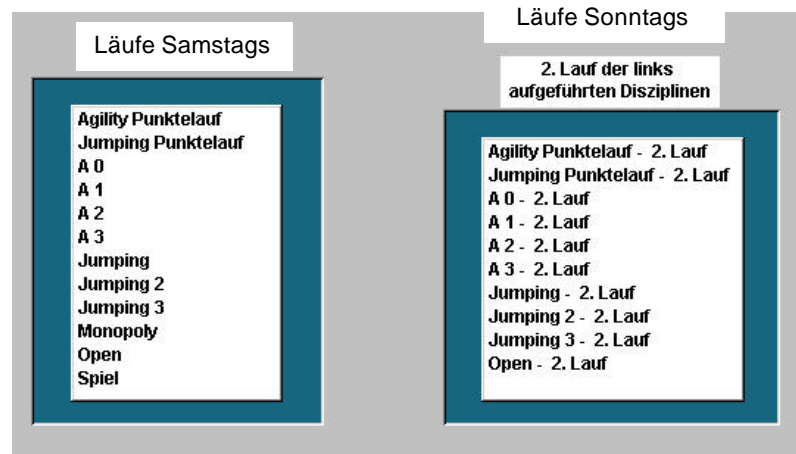 Läufe Samstags
Agility Punktelauf
Jumping Punktelauf
A 0
A 1
A 2
A 3
Jumping
Jumping 2
Jumping 3
Monopoly
Open
Spiel
Läufe Sonntags
2. Lauf der links
aufgeführten Disziplinen
Agility Punktelauf - 2. Lauf
Jumping Punktelauf - 2. Lauf
A 0 - 2. Lauf
A 1 - 2. Lauf
A 2 - 2. Lauf
A 3 - 2. Lauf
Jumping - 2. Lauf
Jumping 2 - 2. Lauf
Jumping 3 - 2. Lauf
Open - 2. Lauf